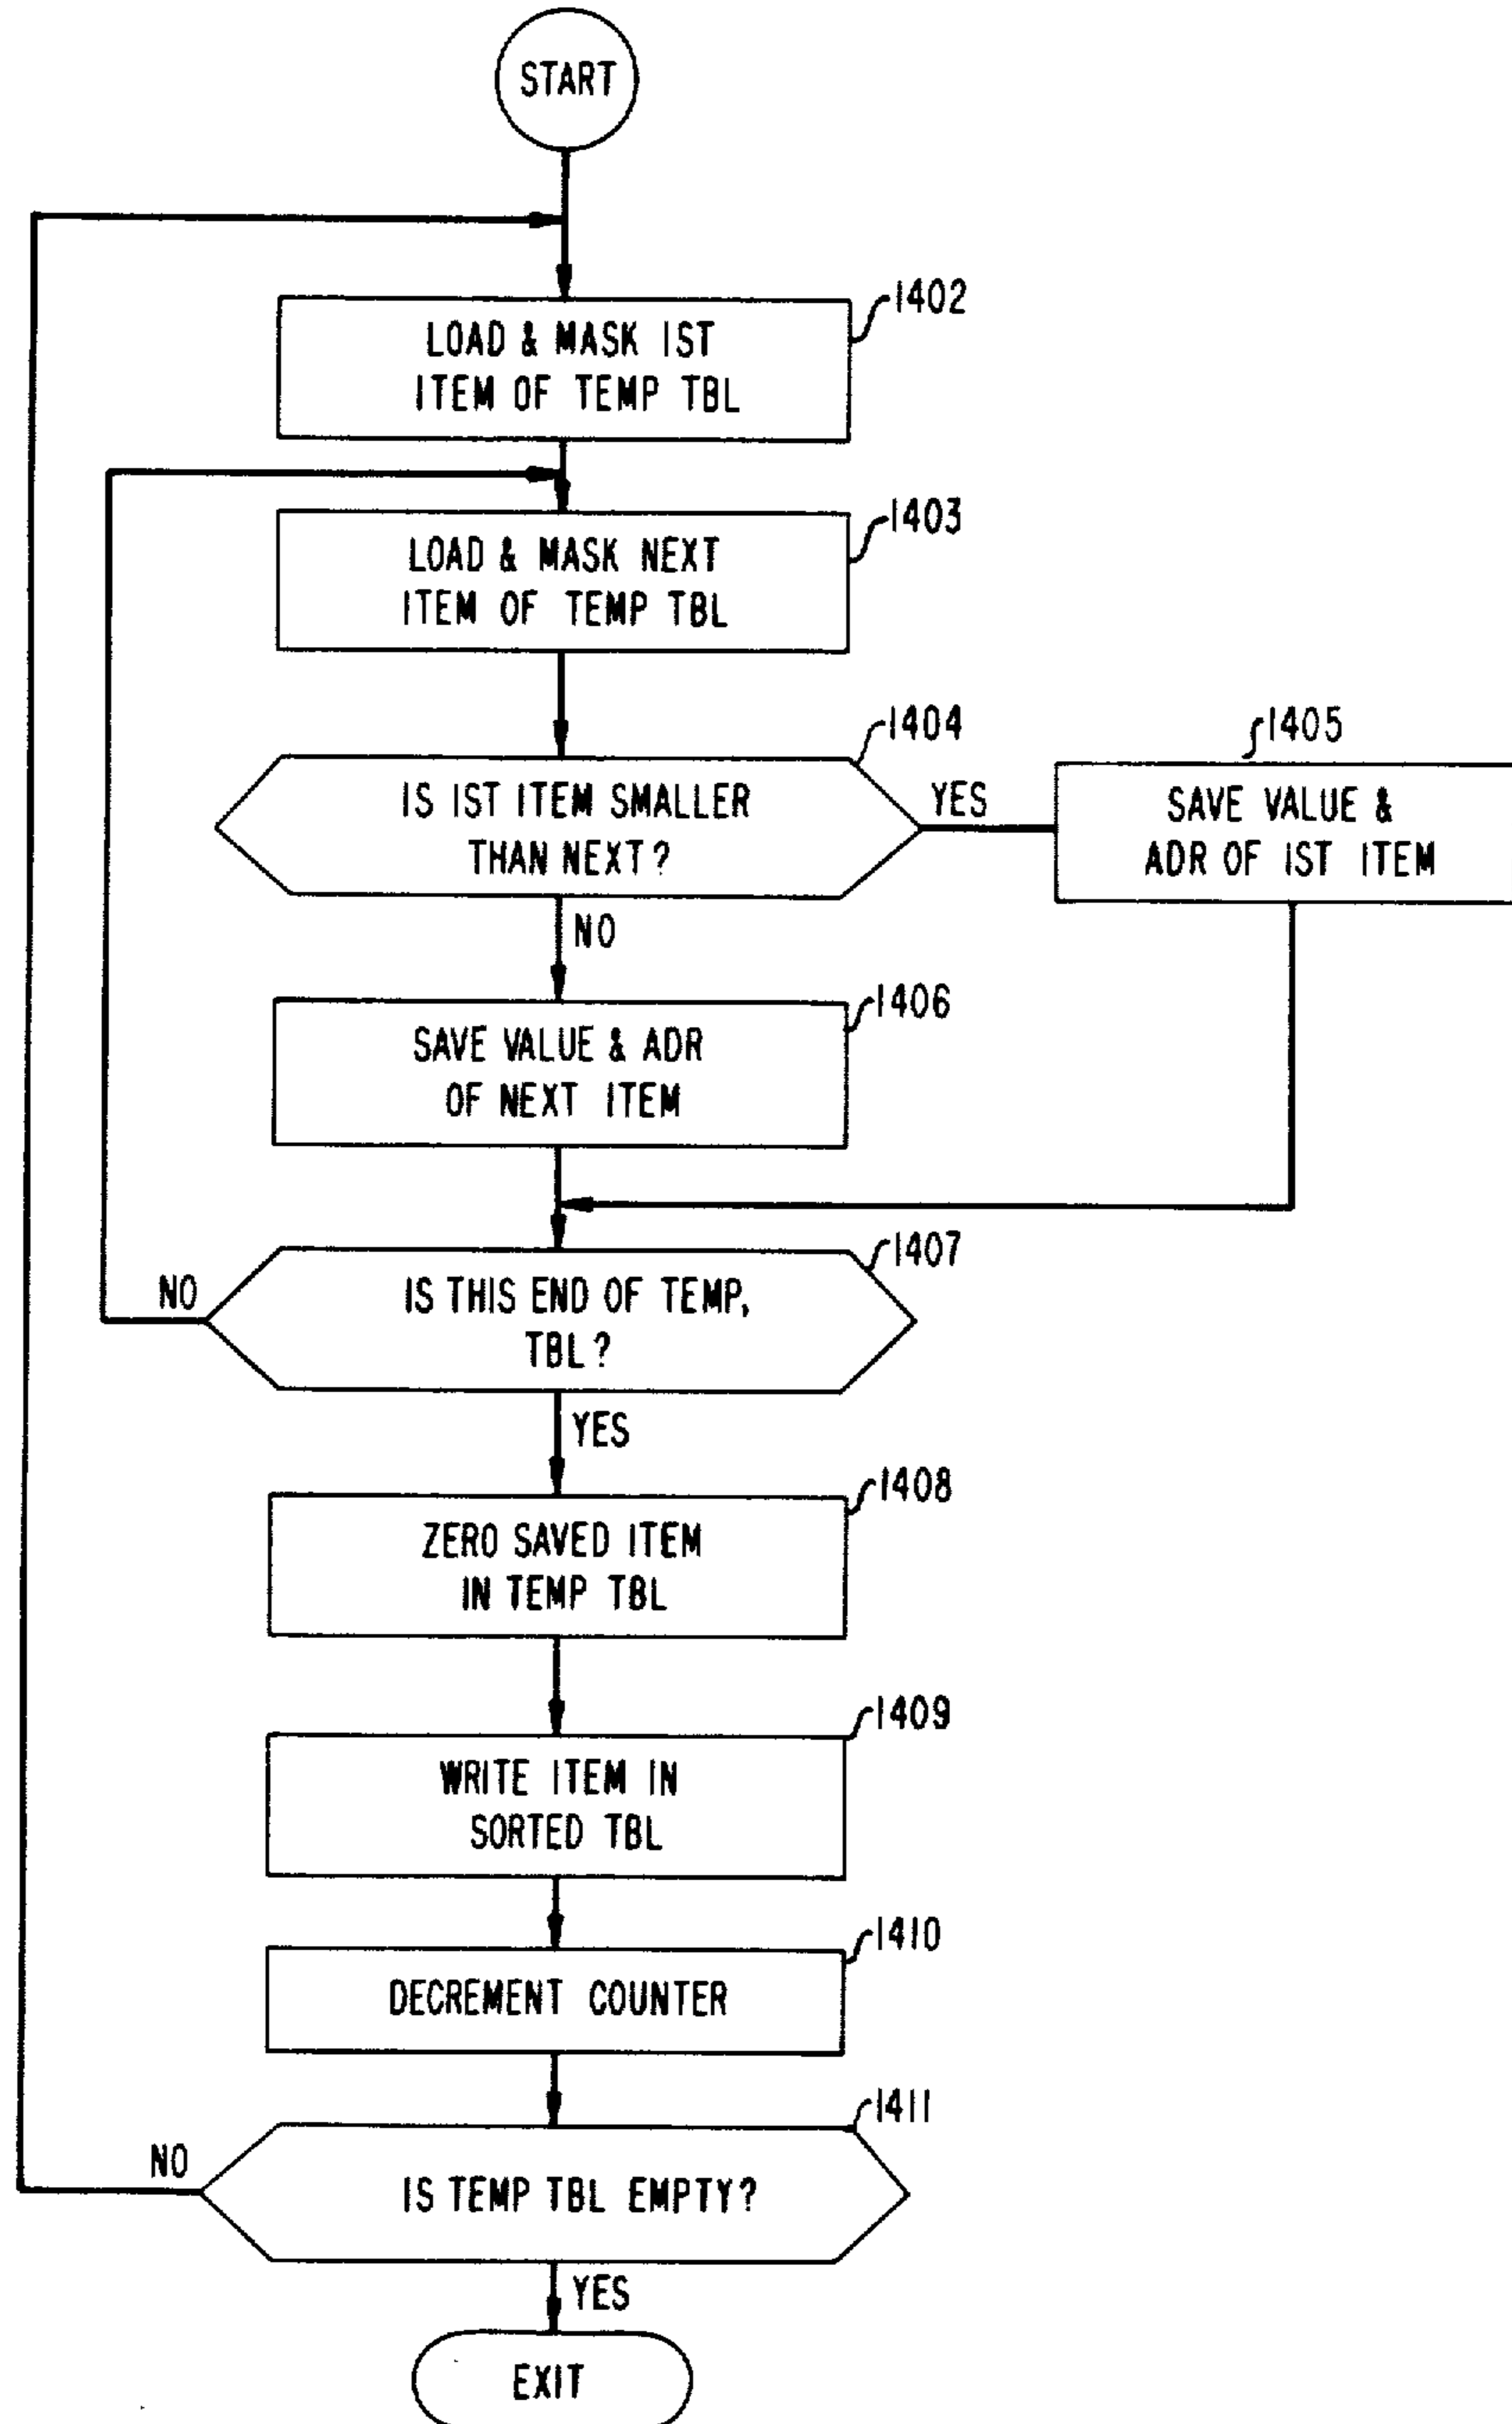 START
1402
LOAD & MASK 1ST
ITEM OF TEMP TBL
1403
LOAD & MASK NEXT
ITEM OF TEMP TBL
1404
IS 1ST ITEM SMALLER
THAN NEXT?
YES
1405
SAVE VALUE &
ADR OF 1ST ITEM
NO
1406
SAVE VALUE & ADR
OF NEXT ITEM
1407
NO
IS THIS END OF TEMP.
TBL?
YES
1408
ZERO SAVED ITEM
IN TEMP TBL
1409
WRITE ITEM IN
SORTED TBL
1410
DECREMENT COUNTER
1411
NO
IS TEMP TBL EMPTY?
YES
EXIT